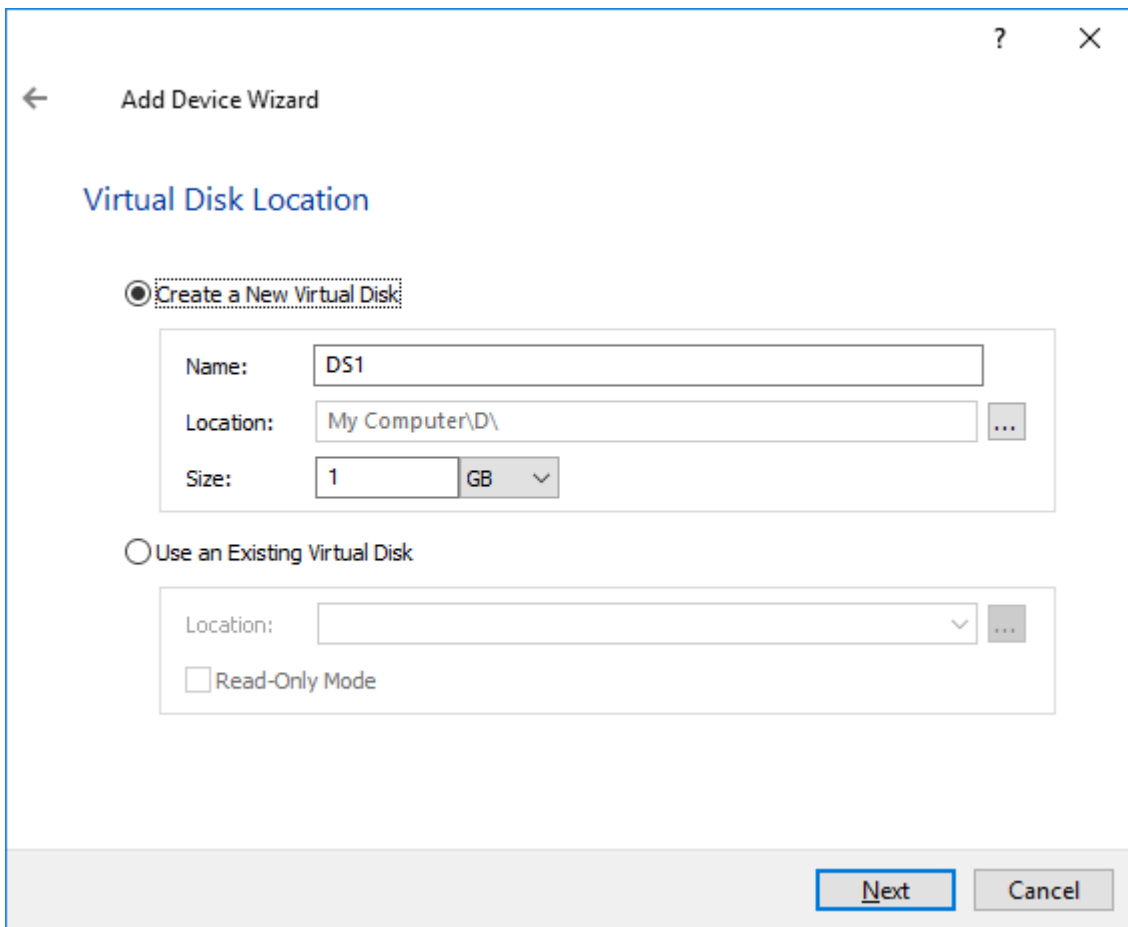 ?
Add Device Wizard
Virtual Disk Location
Create a New Virtual Disk
Name: DS1
Location: My Computer\D\ ...
Size: 1 GB
Use an Existing Virtual Disk
Location: ...
Read-Only Mode
Next Cancel